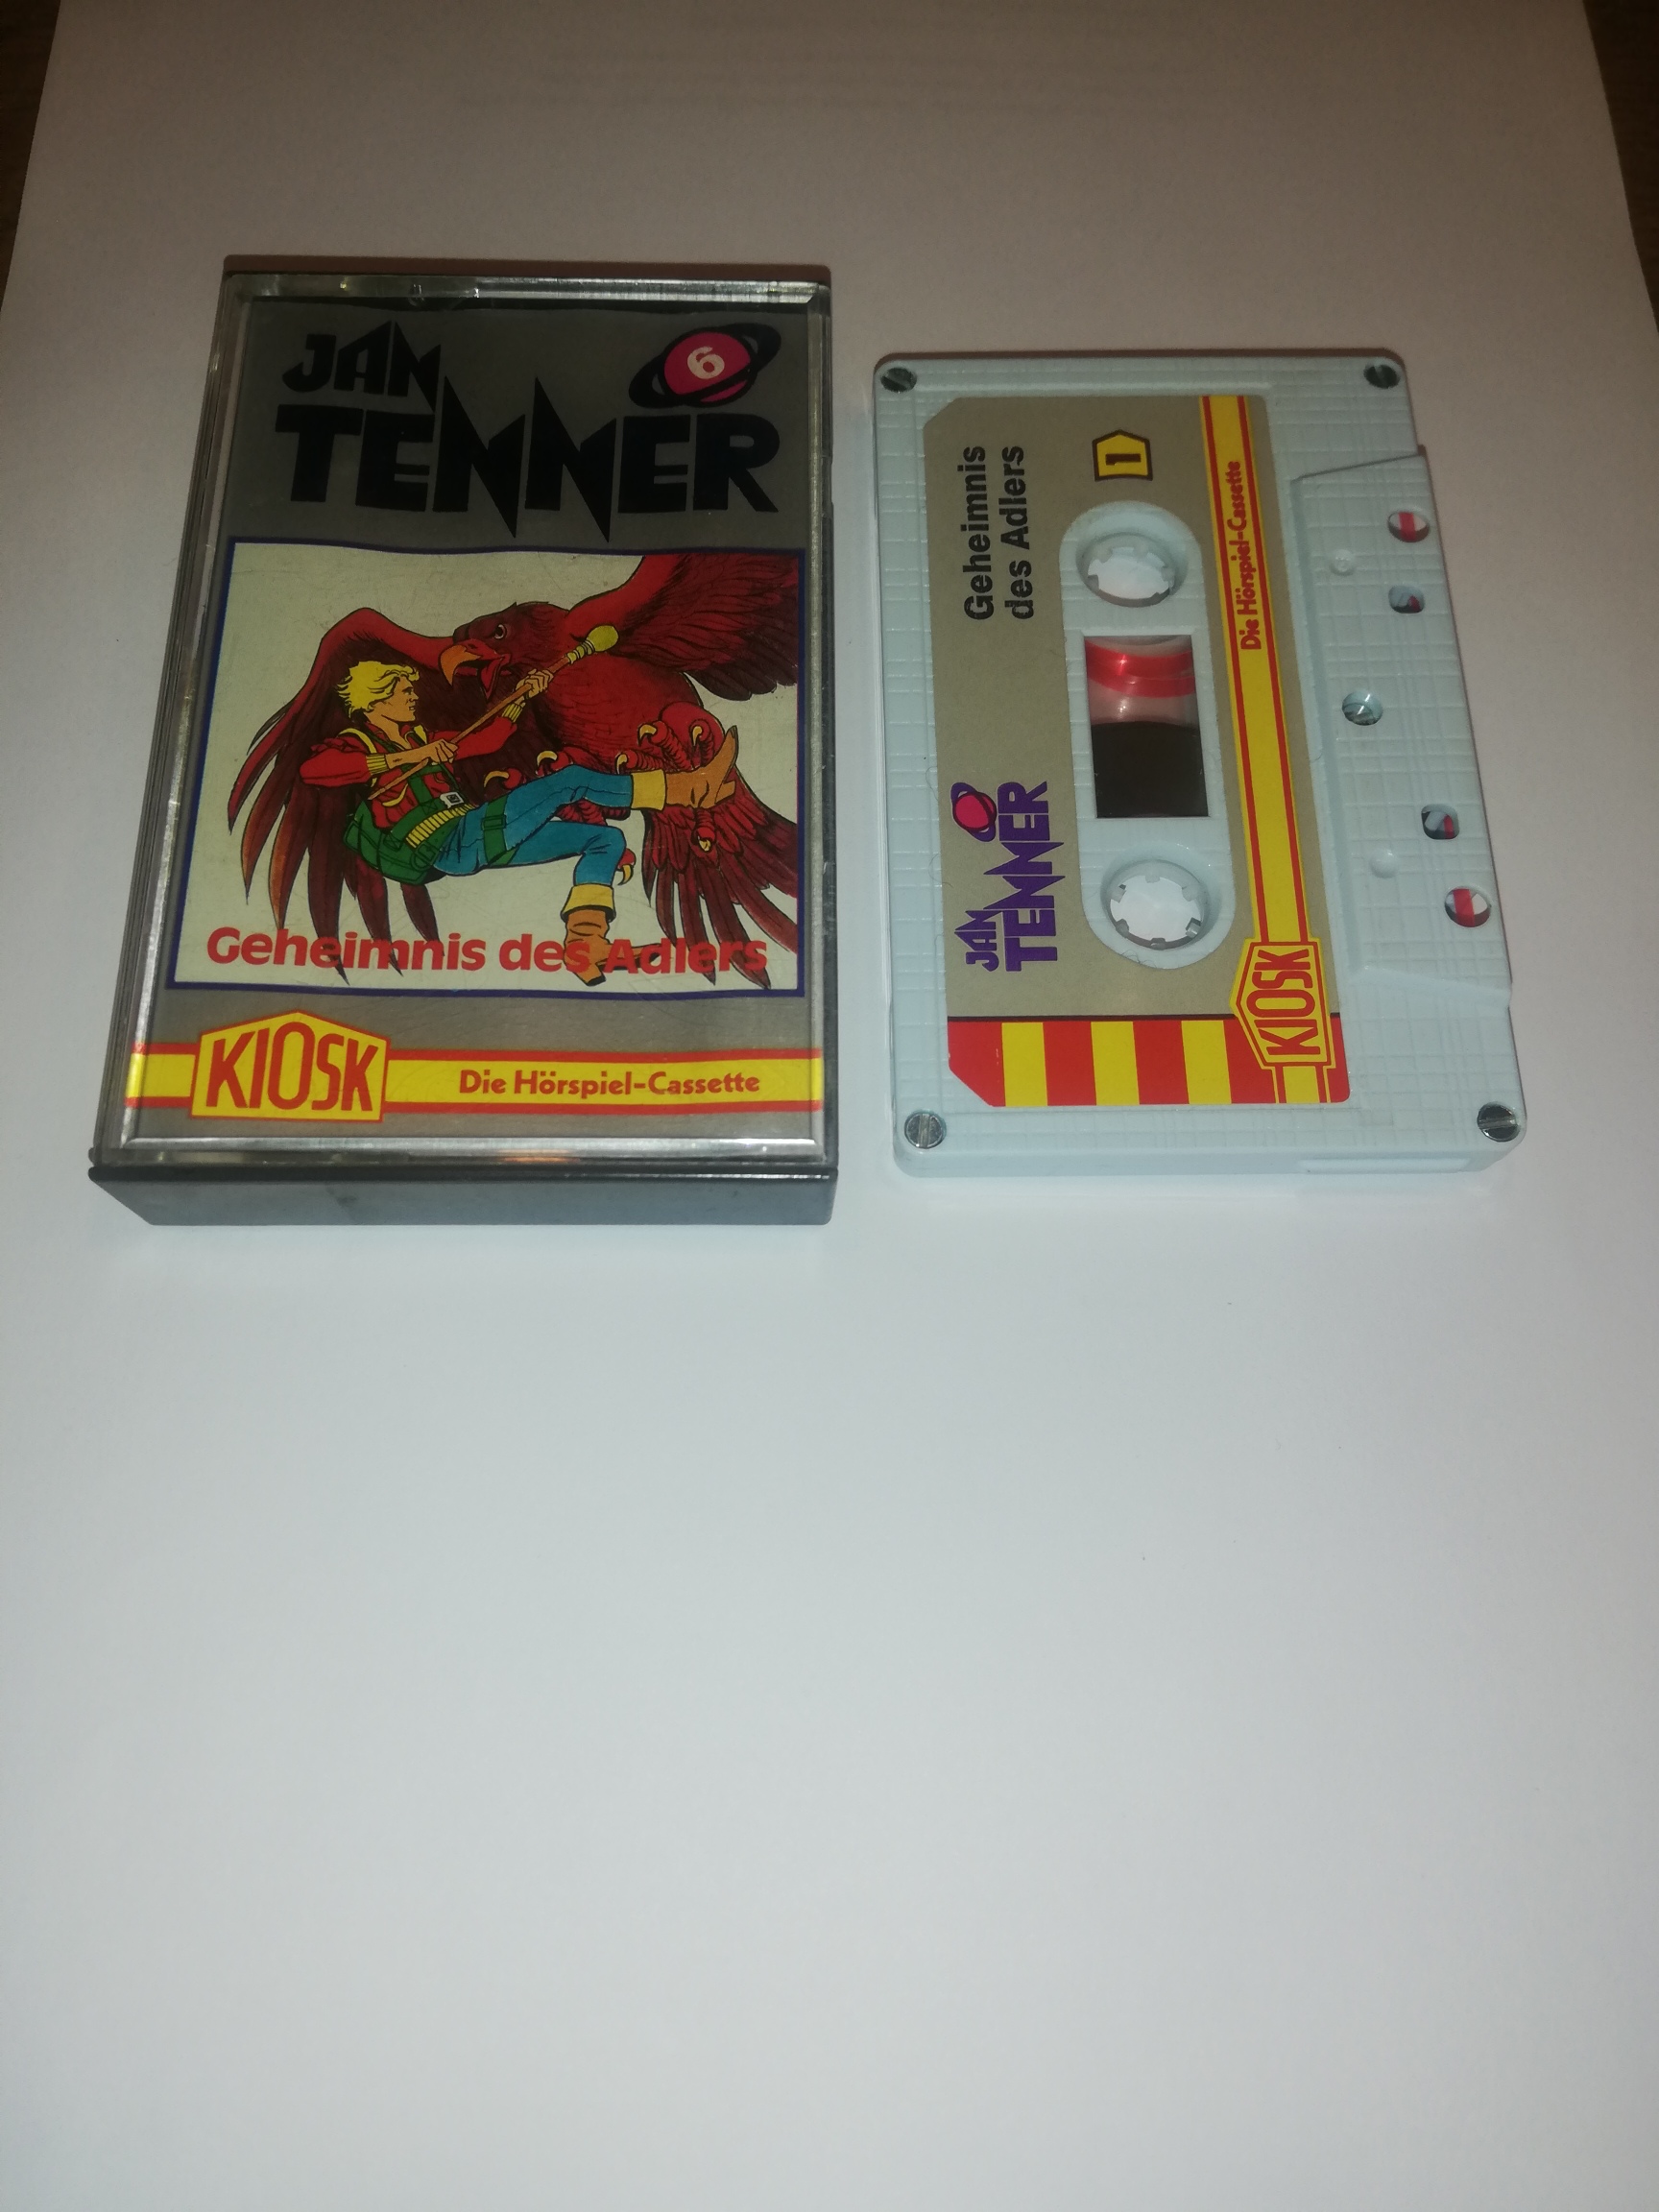 JAN
TENNER
6
Geheimnis des Adlers
KIOSK
Die Hörspiel-Cassette
Geheimnis
des Adlers
1
JAN
TENNER
Die Hörspiel-Cassette
KIOSK